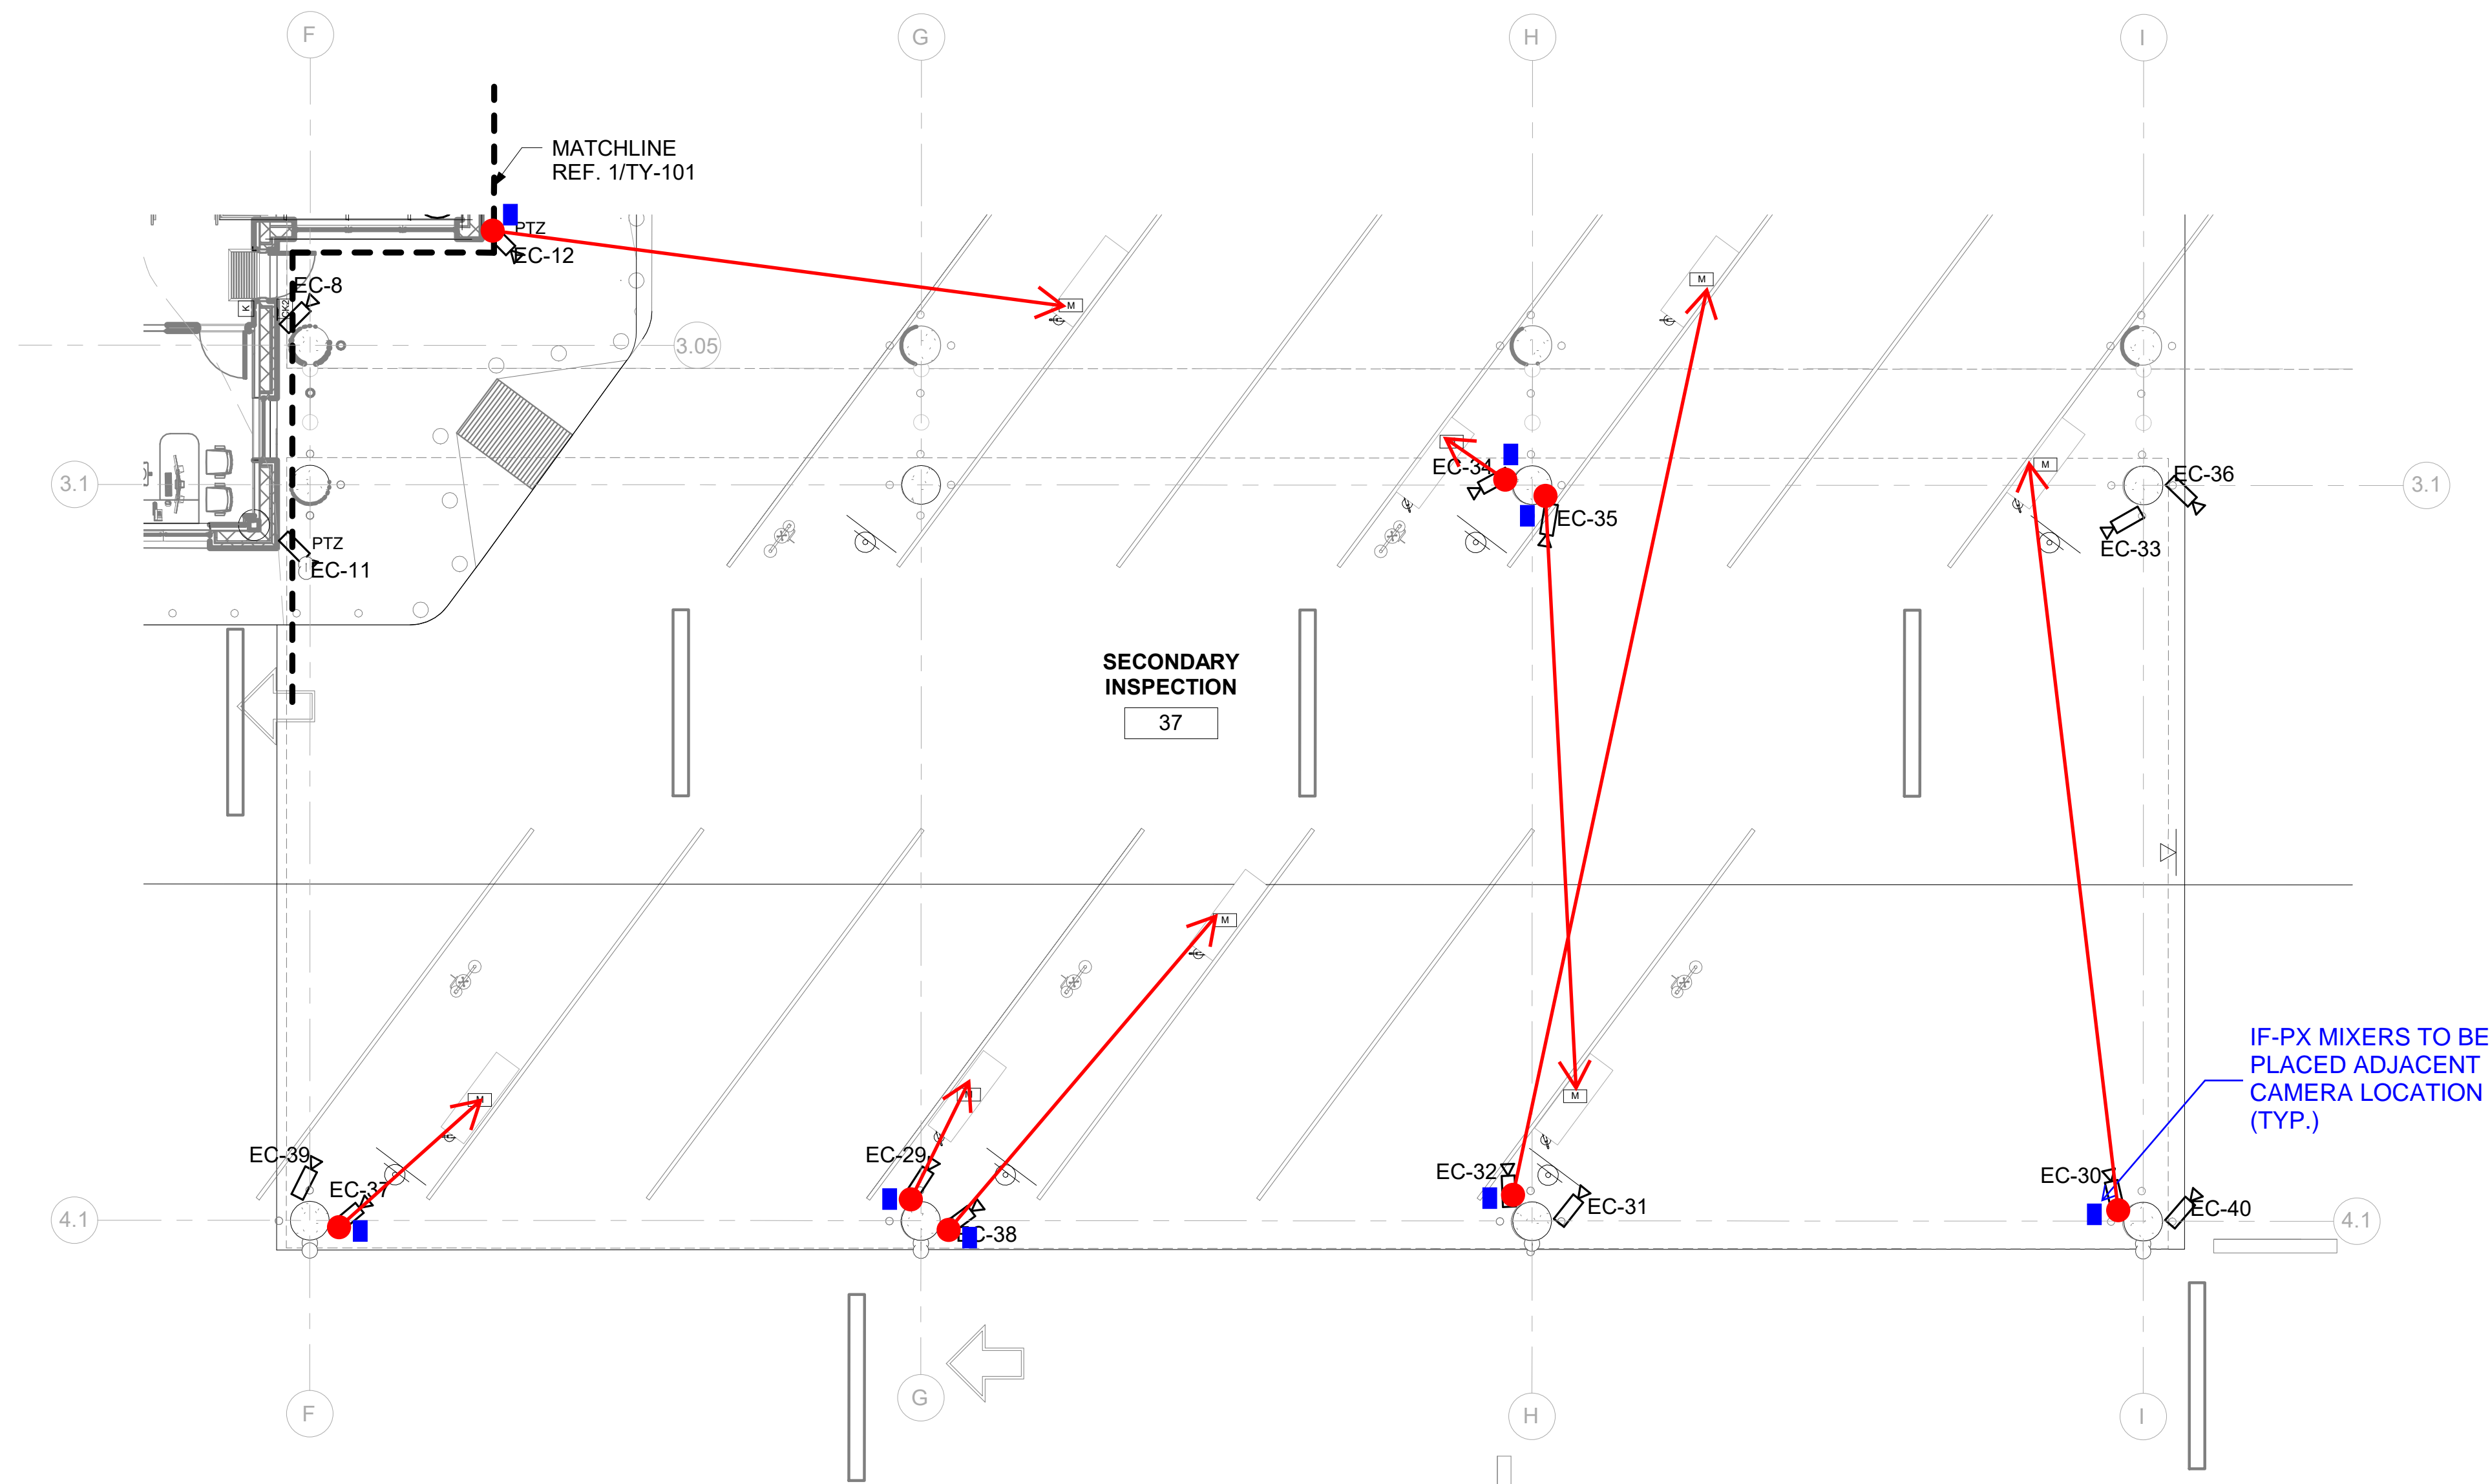 F
G
H
I
MATCHLINE
REF. 1/TY-101
PTZ
EC-12
EC-8
K
CK2
M
M
3.05
3.1
EC-34
M
EC-36
3.1
EC-35
EC-33
PTZ
EC-11
SECONDARY
INSPECTION
37
M
IF-PX MIXERS TO BE
PLACED ADJACENT
CAMERA LOCATION
(TYP.)
M
M
M
EC-39
EC-37
EC-29
EC-38
EC-32
EC-31
EC-30
EC-40
4.1
4.1
F
G
H
I